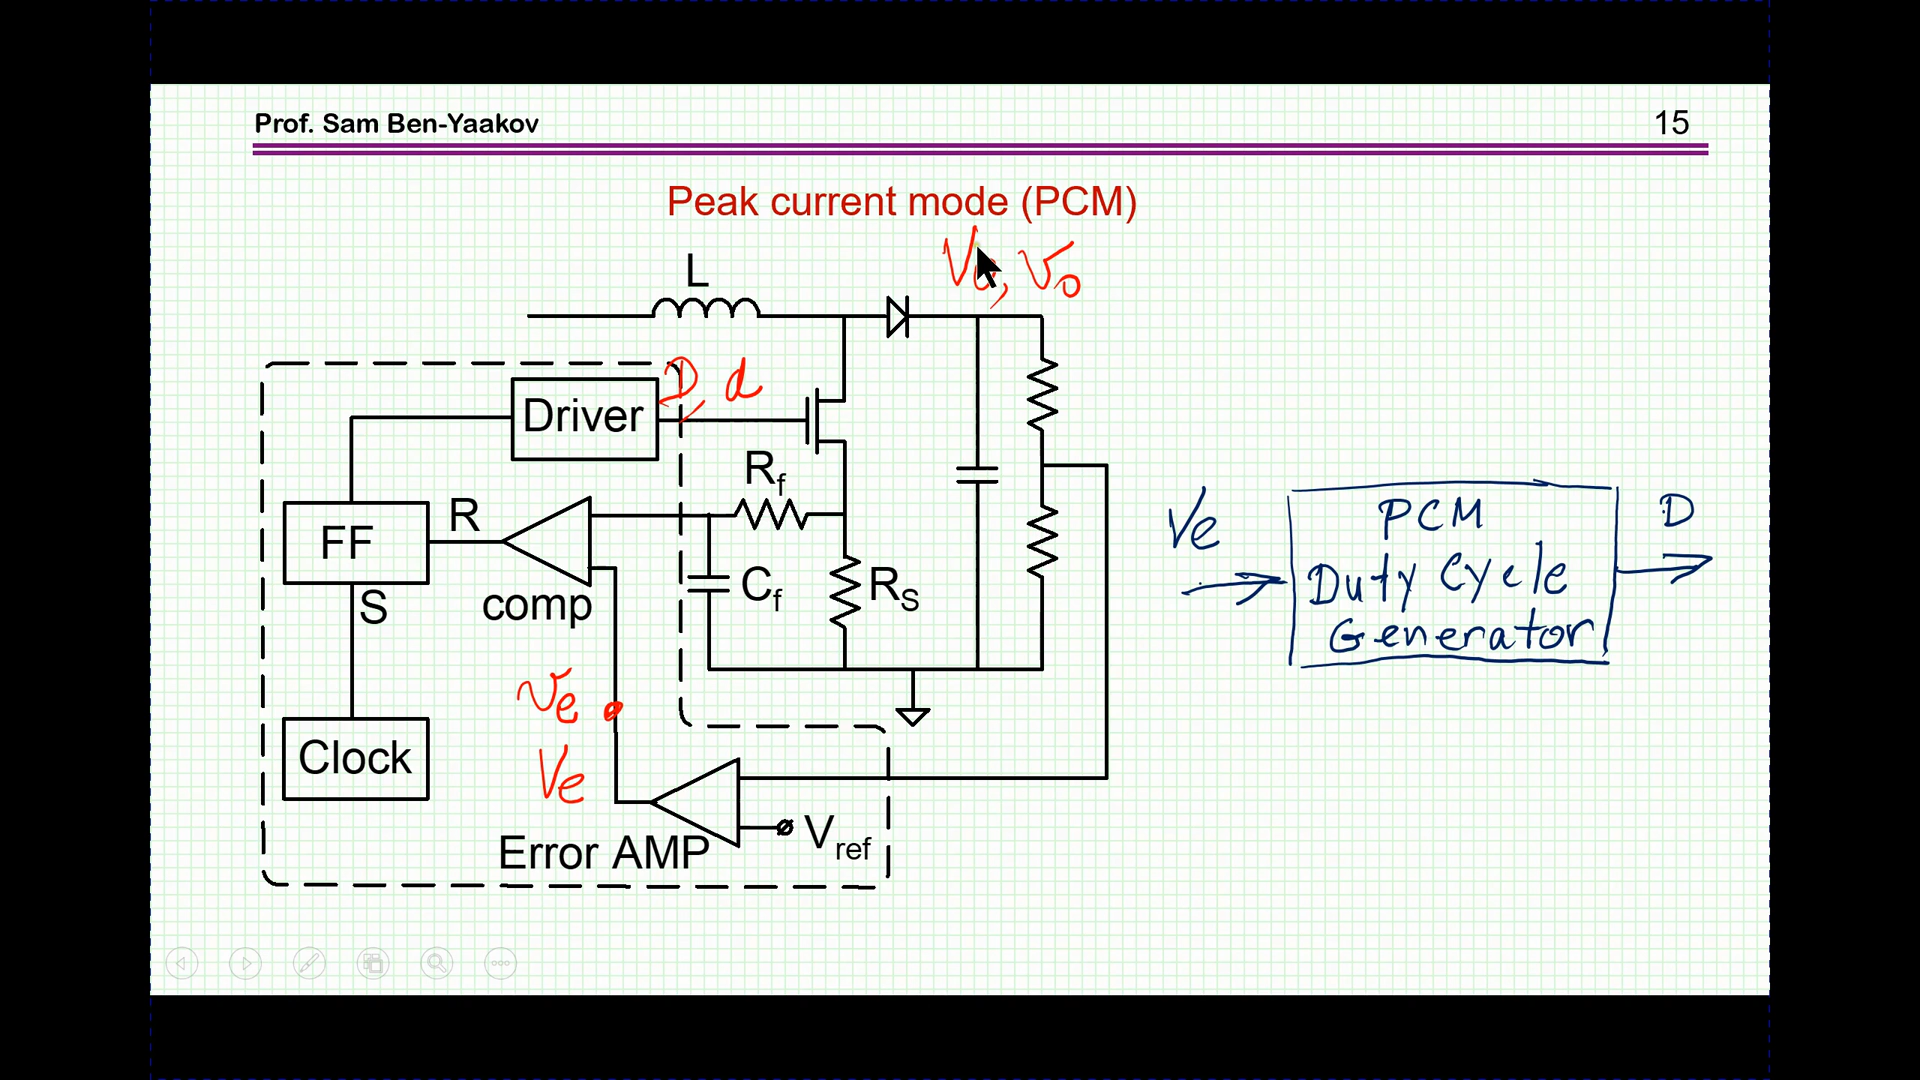 Prof. Sam Ben-Yaakov
15
Peak current mode (PCM)
L
Vo, vo
D, d
Driver
Rf
FF
R
S
comp
Cf
RS
Ve
PCM
Duty Cycle
Generator
D
ve
Ve
Clock
Error AMP
Vref